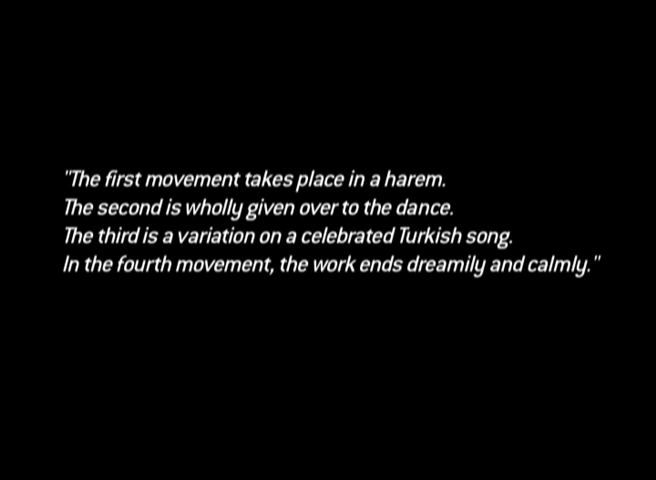 "The first movement takes place in a harem.
The second is wholly given over to the dance.
The third is a variation on a celebrated Turkish song.
In the fourth movement, the work ends dreamily and calmly."